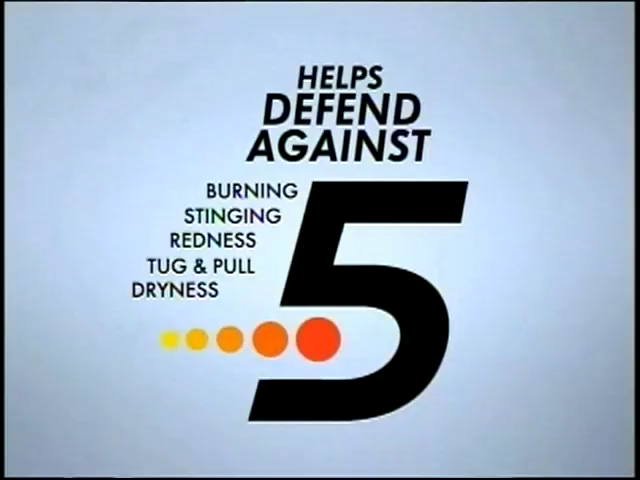 HELPS
DEFEND
AGAINST
BURNING
STINGING
REDNESS
TUG & PULL
DRYNESS
5